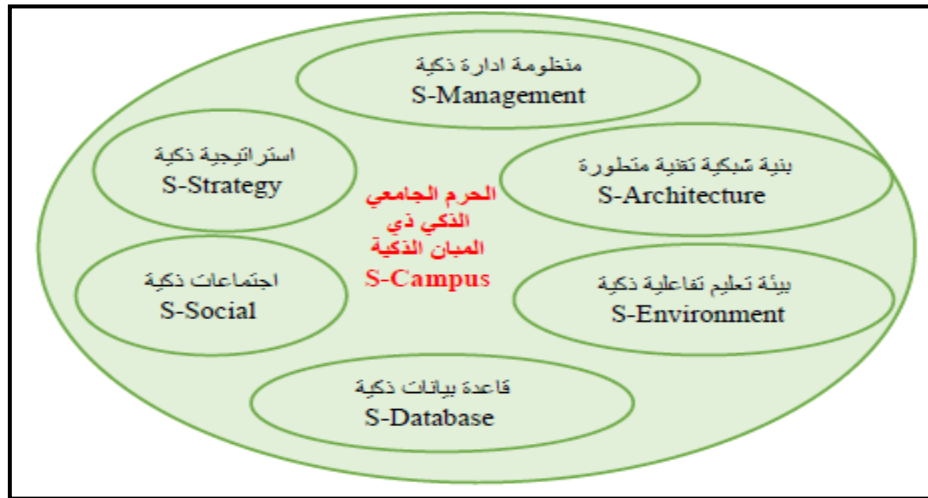 منظومة ادارة ذكية
S-Management
استراتيجية ذكية
S-Strategy
بنية شبكية تقنية متطورة
S-Architecture
الحرم الجامعي
الذكي ذي
المبان الذكية
S-Campus
اجتماعات ذكية
S-Social
بيئة تعليم تفاعلية ذكية
S-Environment
قاعدة بيانات ذكية
S-Database